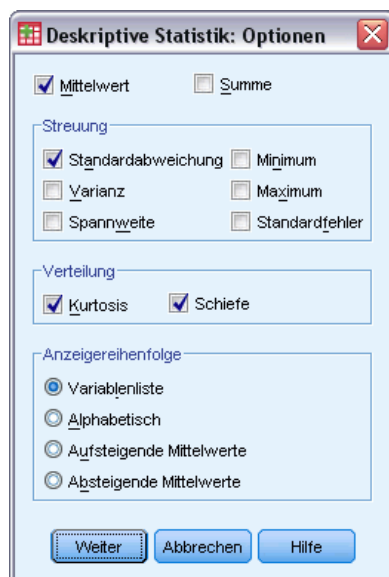 Deskriptive Statistik: Optionen
Mittelwert Summe
Streuung
Standardabweichung Minimum
Varianz Maximum
Spannweite Standardfehler
Verteilung
Kurtosis Schiefe
Anzeigereihenfolge
Variablenliste
Alphabetisch
Aufsteigende Mittelwerte
Absteigende Mittelwerte
Weiter Abbrechen Hilfe